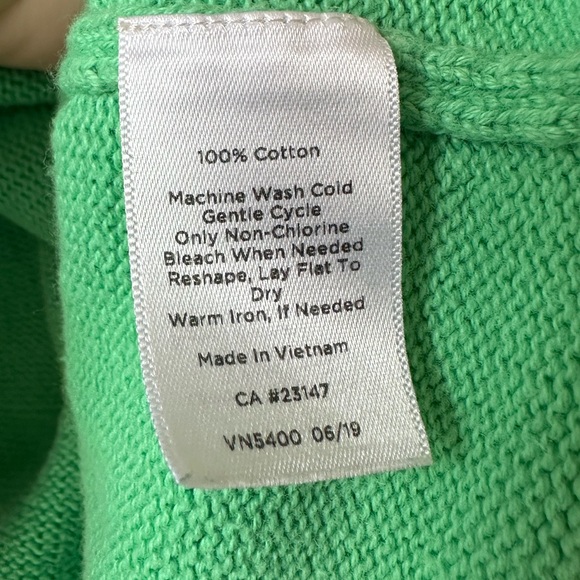 100% Cotton
Machine Wash Cold
Gentle Cycle
Only Non-Chlorine
Bleach When Needed
Reshape, Lay Flat To
Dry
Warm Iron, If Needed
Made In Vietnam
CA #23147
VN5400 06/19